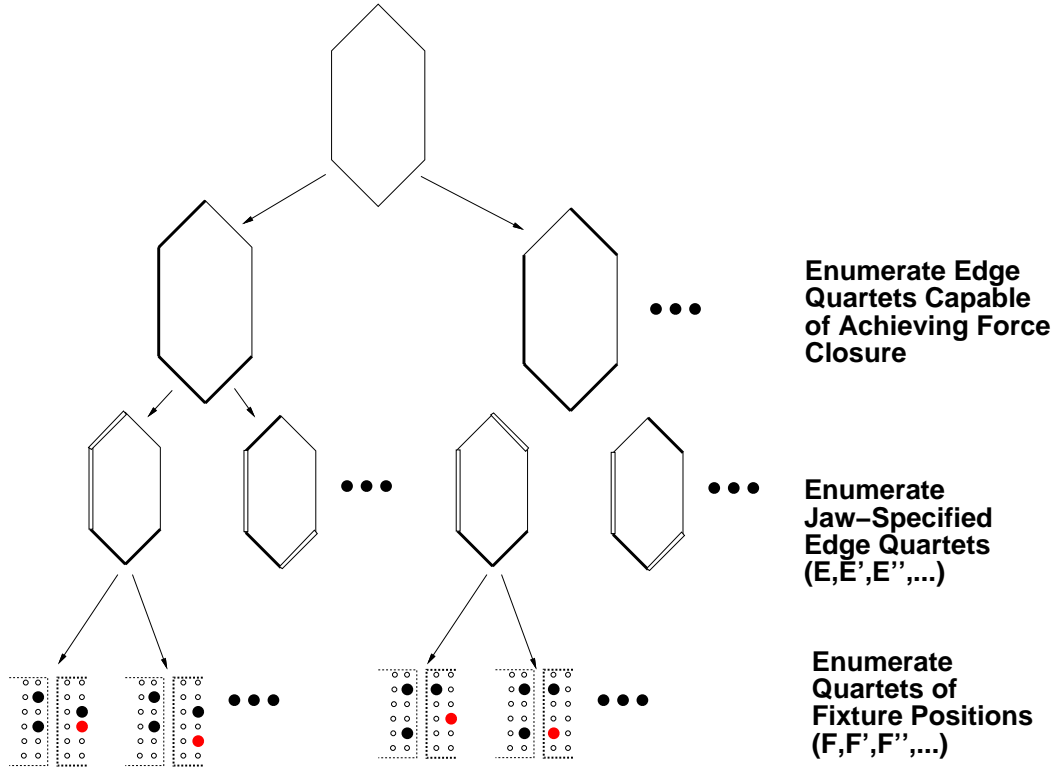 Enumerate Edge
Quartets Capable
of Achieving Force
Closure
Enumerate
Jaw−Specified
Edge Quartets
(E,E',E'',...)
Enumerate
Quartets of
Fixture Positions
(F,F',F'',...)